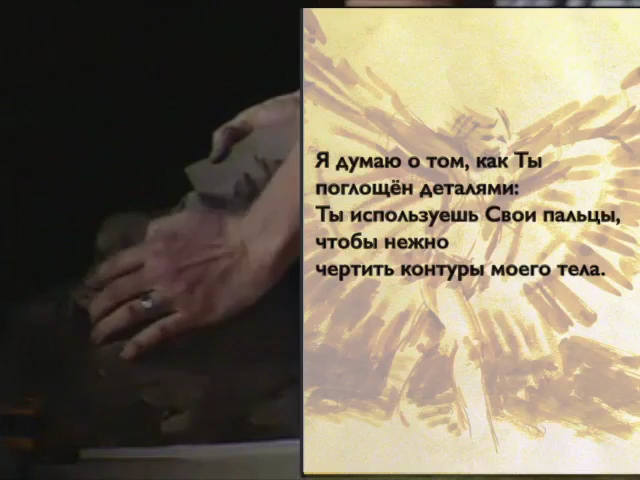 Я думаю о том, как Ты
поглощён деталями:
Ты используешь Свои пальцы,
чтобы нежно
чертить контуры моего тела.